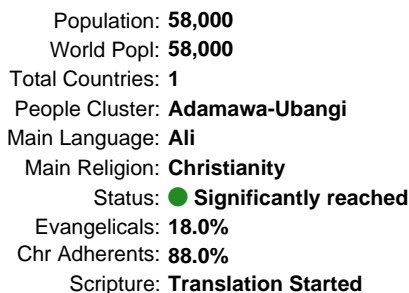 Population: 58,000
World Popl: 58,000
Total Countries: 1
People Cluster: Adamawa-Ubangi
Main Language: Ali
Main Religion: Christianity
Status: Significantly reached
Evangelicals: 18.0%
Chr Adherents: 88.0%
Scripture: Translation Started